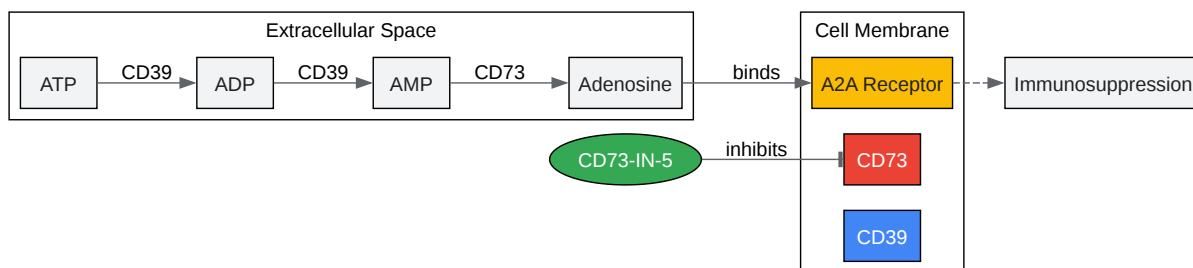 Extracellular Space
Cell Membrane
ATP
CD39
ADP
CD39
AMP
CD73
Adenosine
binds
A2A Receptor
Immunosuppression
CD73-IN-5
inhibits
CD73
CD39